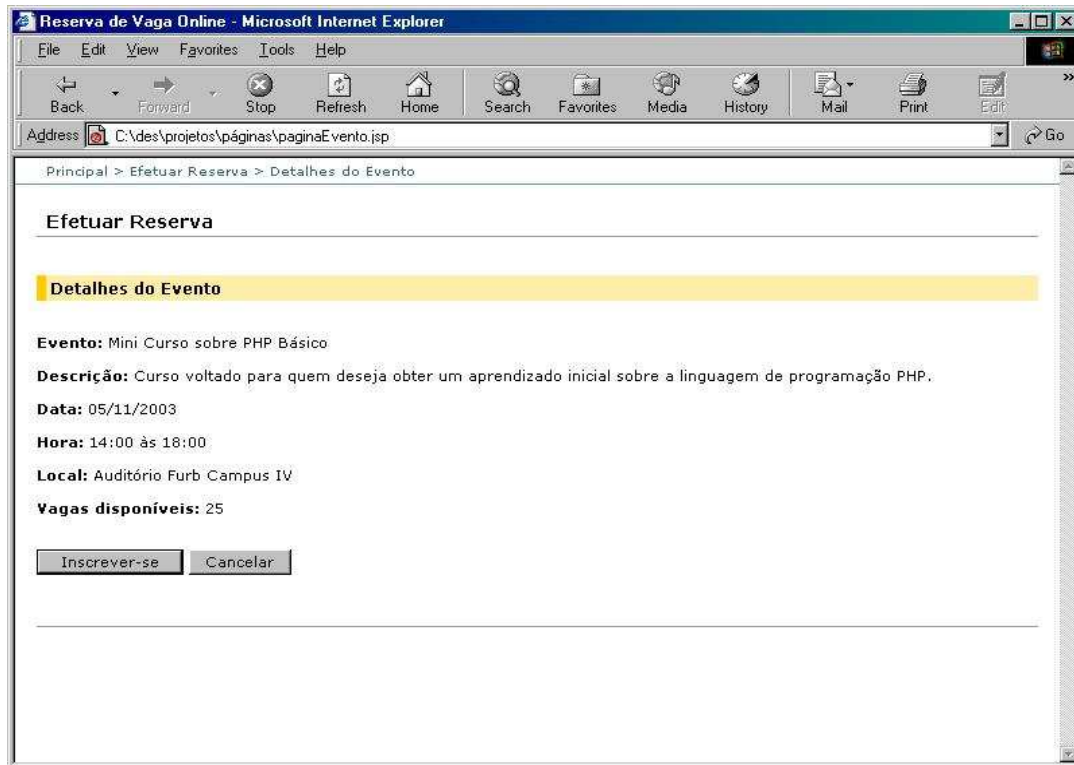 Reserva de Vaga Online - Microsoft Internet Explorer
File Edit View Favorites Tools Help
Back Forward Stop Refresh Home Search Favorites Media History Mail Print Edit »
Address C:\des\projetos\páginas\paginaEvento.jsp Go
Principal > Efetuar Reserva > Detalhes do Evento
Efetuar Reserva
Detalhes do Evento
Evento: Mini Curso sobre PHP Básico
Descrição: Curso voltado para quem deseja obter um aprendizado inicial sobre a linguagem de programação PHP.
Data: 05/11/2003
Hora: 14:00 às 18:00
Local: Auditório Furb Campus IV
Vagas disponíveis: 25
Inscrever-se Cancelar